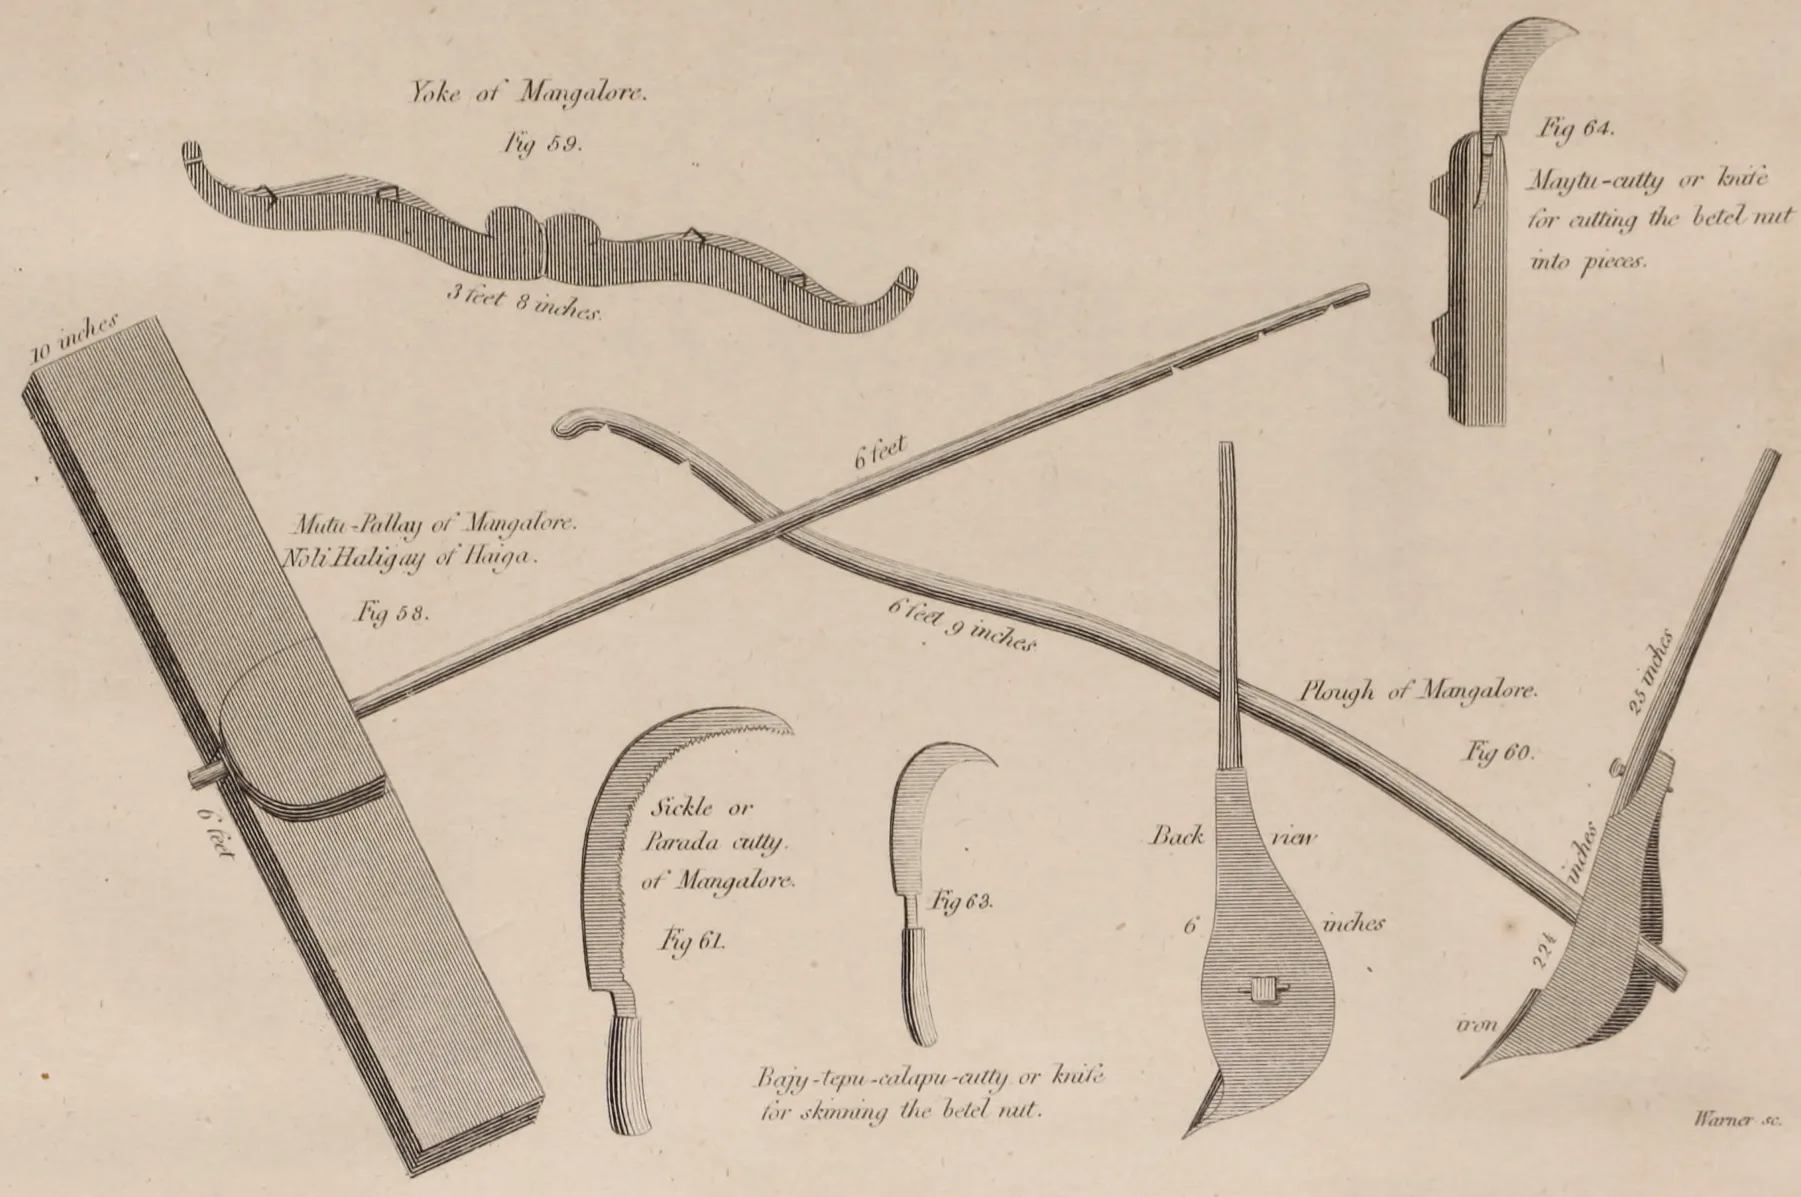 Yoke of Mangalore.
Fig 59.
3 feet 8 inches.
Fig 64.
Maytu-cutty or knife
for cutting the betel nut
into pieces.
10 inches
6 feet
Mutu-Pallay of Mangalore.
Noli Haligay of Haiga.
Fig 58.
6 feet
6 feet 9 inches
Plough of Mangalore.
Fig 60.
25 inches
22½ inches
iron
Back view
6 inches
Sickle or
Parada cutty.
of Mangalore.
Fig 61.
Fig 63.
Bajy-tepu-calapu-cutty or knife
for skinning the betel nut.
Warner sc.